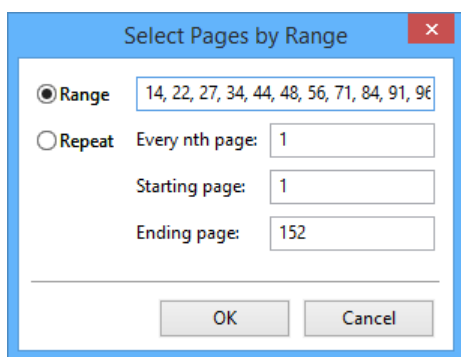 Select Pages by Range
Range 14, 22, 27, 34, 44, 48, 56, 71, 84, 91, 96
Repeat Every nth page: 1
Starting page: 1
Ending page: 152
OK Cancel